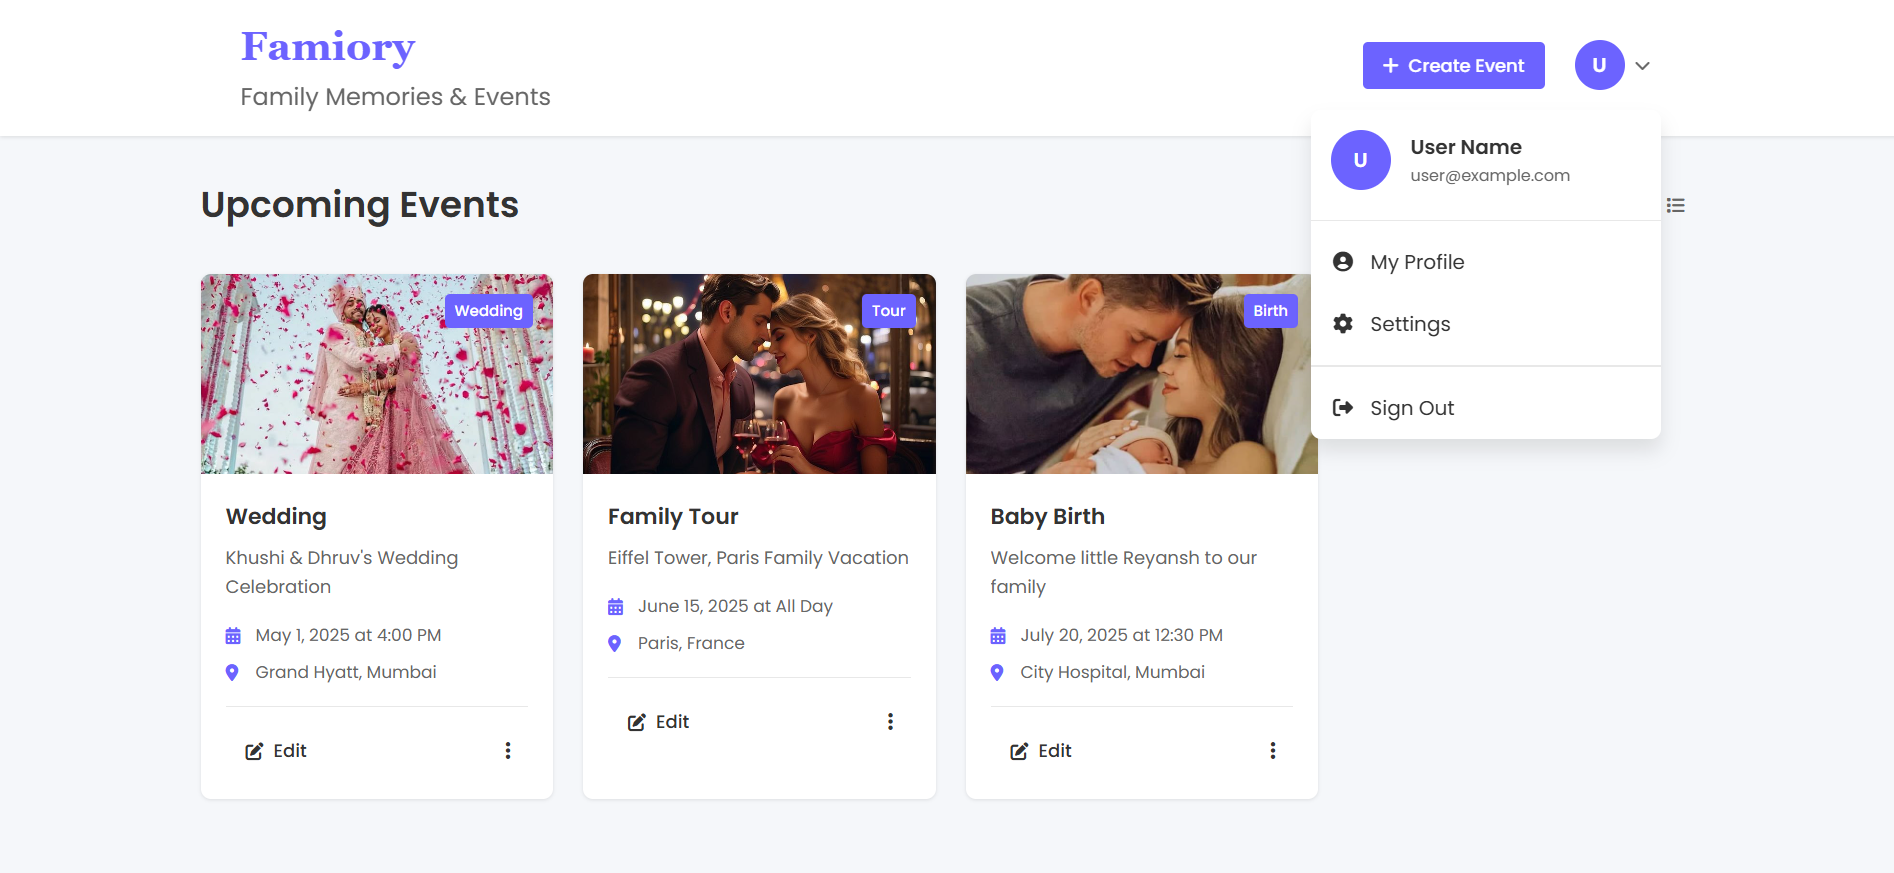 Famiory
Family Memories & Events
Create Event
U
U
User Name
user@example.com
My Profile
Settings
Sign Out
Upcoming Events
Wedding
Wedding
Khushi & Dhruv's Wedding
Celebration
May 1, 2025 at 4:00 PM
Grand Hyatt, Mumbai
Edit
Tour
Family Tour
Eiffel Tower, Paris Family Vacation
June 15, 2025 at All Day
Paris, France
Edit
Birth
Baby Birth
Welcome little Reyansh to our
family
July 20, 2025 at 12:30 PM
City Hospital, Mumbai
Edit